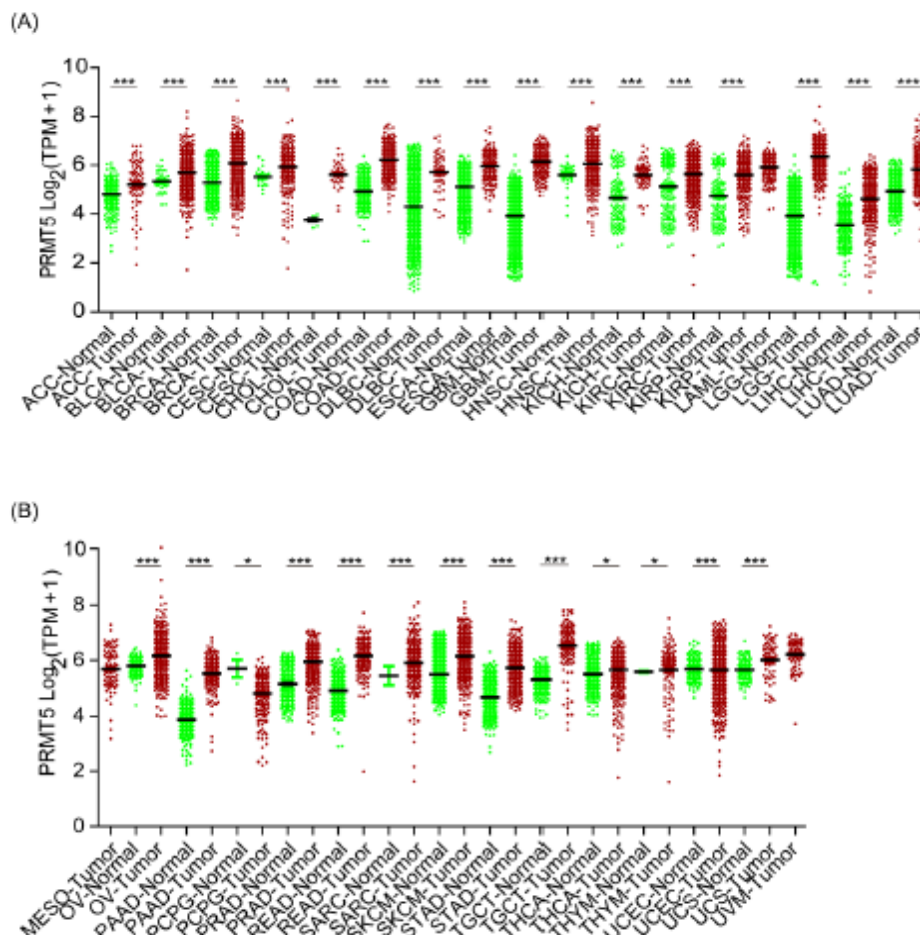 (A)
PRMT5 Log2(TPM+1)
10
8
6
4
2
0
*** *** *** *** *** *** *** *** *** *** *** *** *** *** *** ***
ACC-Normal
ACC-Tumor
BLCA-Normal
BLCA-Tumor
BRCA-Normal
BRCA-Tumor
CESC-Normal
CESC-Tumor
CHOL-Normal
CHOL-Tumor
COAD-Normal
COAD-Tumor
DLBC-Normal
DLBC-Tumor
ESCA-Normal
ESCA-Tumor
GBM-Normal
GBM-Tumor
HNSC-Normal
HNSC-Tumor
KICH-Normal
KICH-Tumor
KIRC-Normal
KIRC-Tumor
KIRP-Normal
KIRP-Tumor
LAML-Tumor
LGG-Normal
LGG-Tumor
LIHC-Normal
LIHC-Tumor
LUAD-Normal
LUAD-Tumor
(B)
PRMT5 Log2(TPM+1)
10
8
6
4
2
0
*** *** * *** *** *** *** *** *** * * *** ***
MESO-Tumor
OV-Normal
OV-Tumor
PAAD-Normal
PAAD-Tumor
PCPG-Normal
PCPG-Tumor
PRAD-Normal
PRAD-Tumor
READ-Normal
READ-Tumor
SARC-Normal
SARC-Tumor
SKCM-Normal
SKCM-Tumor
STAD-Normal
STAD-Tumor
TGCT-Normal
TGCT-Tumor
THCA-Normal
THCA-Tumor
THYM-Normal
THYM-Tumor
UCEC-Normal
UCEC-Tumor
UCS-Normal
UCS-Tumor
UVM-Tumor